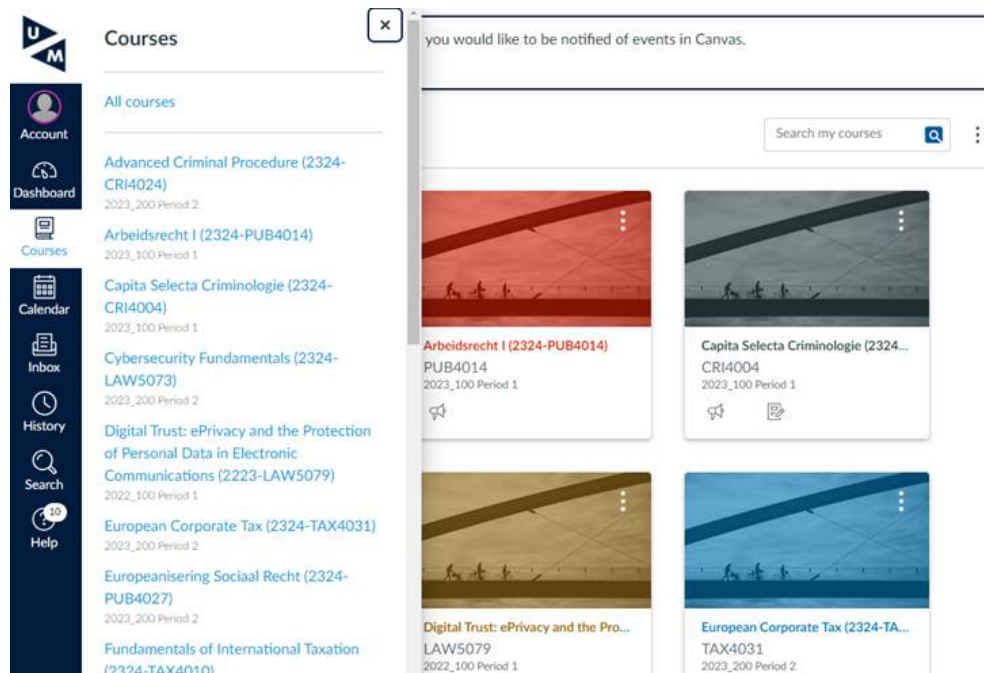 U
M
Account
Dashboard
Courses
Calendar
Inbox
History
Search
10
Help
Courses
All courses
Advanced Criminal Procedure (2324-
CRI4024)
2023_200 Period 2
Arbeidsrecht I (2324-PUB4014)
2023_100 Period 1
Capita Selecta Criminologie (2324-
CRI4004)
2023_100 Period 1
Cybersecurity Fundamentals (2324-
LAW5073)
2023_200 Period 2
Digital Trust: ePrivacy and the Protection
of Personal Data in Electronic
Communications (2223-LAW5079)
2022_100 Period 1
European Corporate Tax (2324-TAX4031)
2023_200 Period 2
Europeanisering Sociaal Recht (2324-
PUB4027)
2023_200 Period 2
Fundamentals of International Taxation
(2324-TAX4010)
you would like to be notified of events in Canvas.
Search my courses
Arbeidsrecht I (2324-PUB4014)
PUB4014
2023_100 Period 1
Capita Selecta Criminologie (2324...
CRI4004
2023_100 Period 1
Digital Trust: ePrivacy and the Pro...
LAW5079
2022_100 Period 1
European Corporate Tax (2324-TA...
TAX4031
2023_200 Period 2